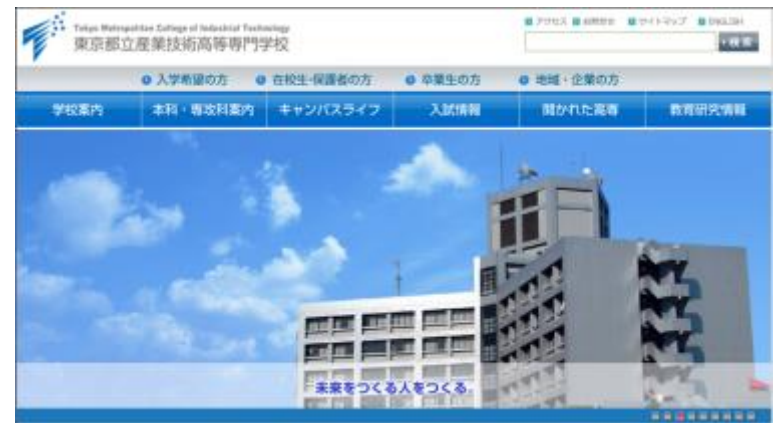 Tokyo Metropolitan College of Industrial Technology
東京都立産業技術高等専門学校
アクセス お問合せ サイトマップ ENGLISH
検索
入学希望の方 在校生・保護者の方 卒業生の方 地域・企業の方
学校案内 本科・専攻科案内 キャンパスライフ 入試情報 開かれた高専 教育研究情報
未来をつくる人をつくる